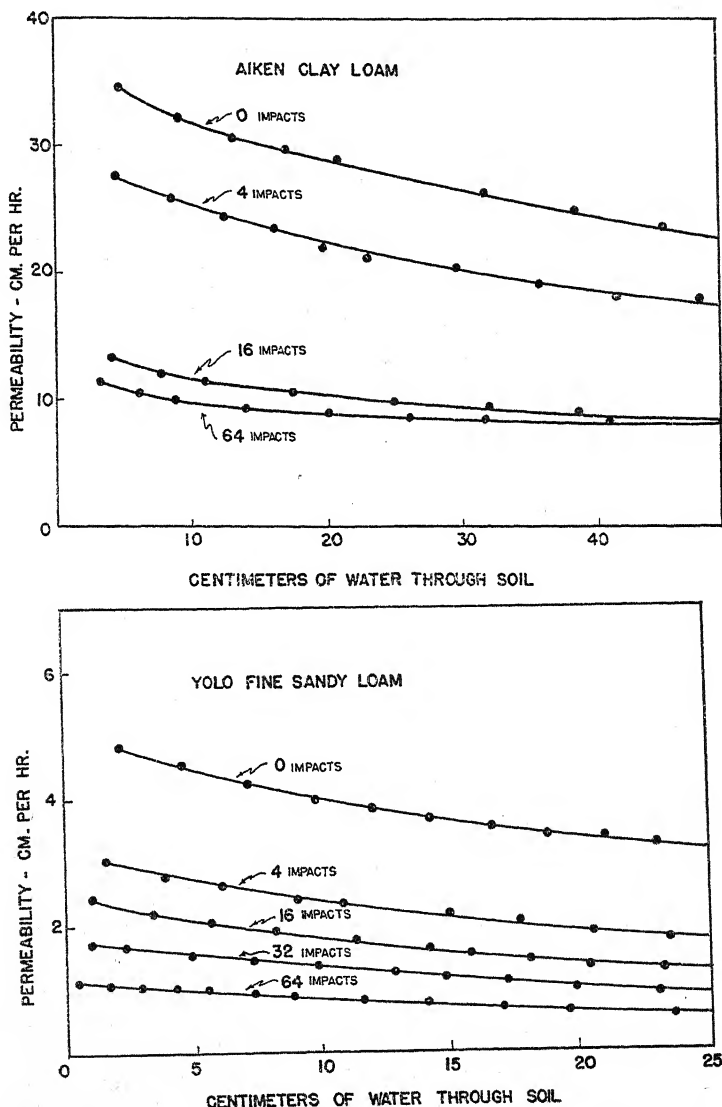 AIKEN CLAY LOAM
40
30
20
10
0
PERMEABILITY - CM. PER HR.
0 IMPACTS
4 IMPACTS
16 IMPACTS
64 IMPACTS
10
20
30
40
CENTIMETERS OF WATER THROUGH SOIL
YOLO FINE SANDY LOAM
6
4
2
0
PERMEABILITY - CM. PER HR.
0 IMPACTS
4 IMPACTS
16 IMPACTS
32 IMPACTS
64 IMPACTS
0
5
10
15
20
25
CENTIMETERS OF WATER THROUGH SOIL